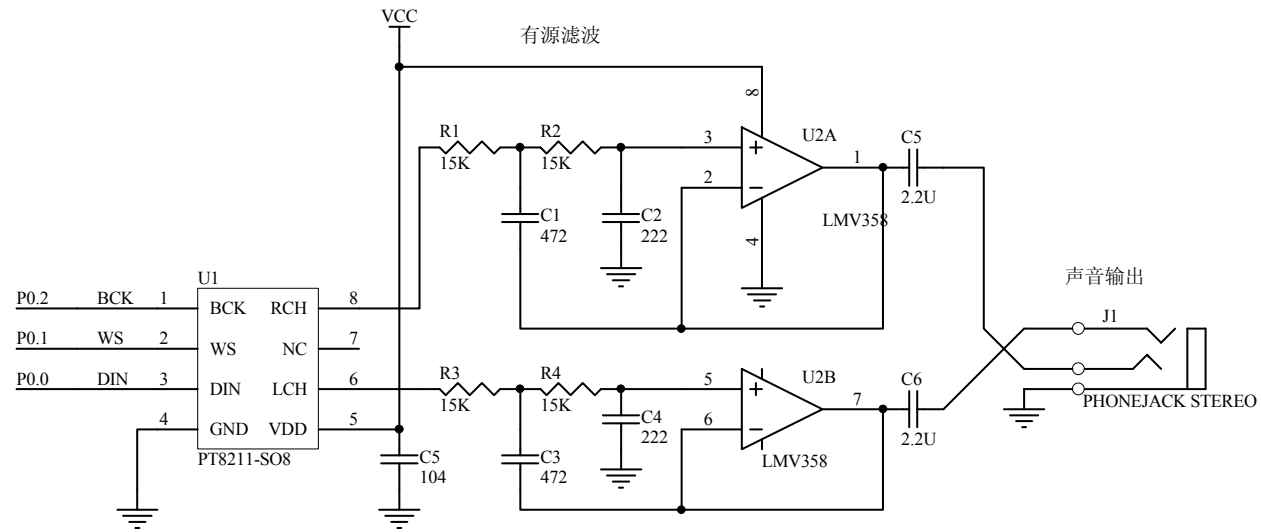 VCC
有源滤波
8
R1
15K
R2
15K
3
2
U2A
1
C5
2.2U
LMV358
4
C1
472
C2
222
声音输出
J1
PHONEJACK STEREO
U1
P0.2 BCK 1 BCK RCH 8
P0.1 WS 2 WS NC 7
P0.0 DIN 3 DIN LCH 6
4 GND VDD 5
PT8211-SO8
C5
104
R3
15K
R4
15K
5
6
U2B
7
C6
2.2U
LMV358
C4
222
C3
472